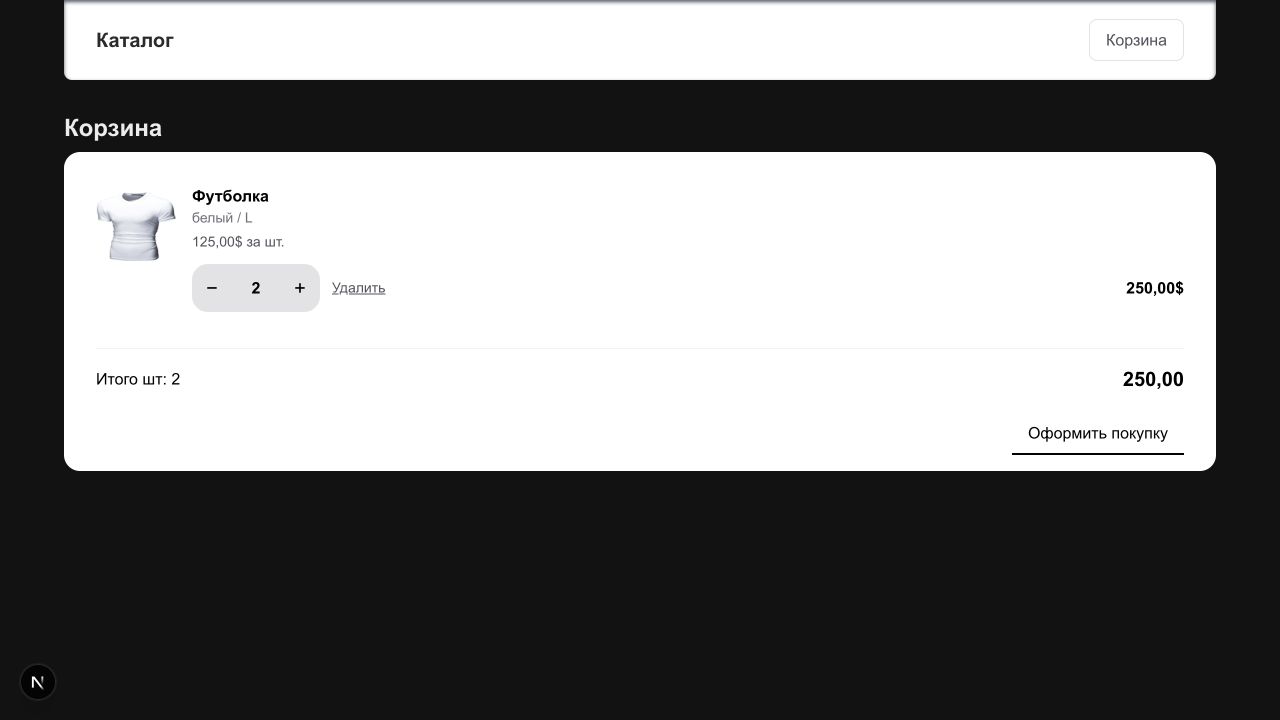 Каталог
Корзина
Корзина
Футболка
белый / L
125,00$ за шт.
− 2 + Удалить 250,00$
Итого шт: 2 250,00
Оформить покупку
N